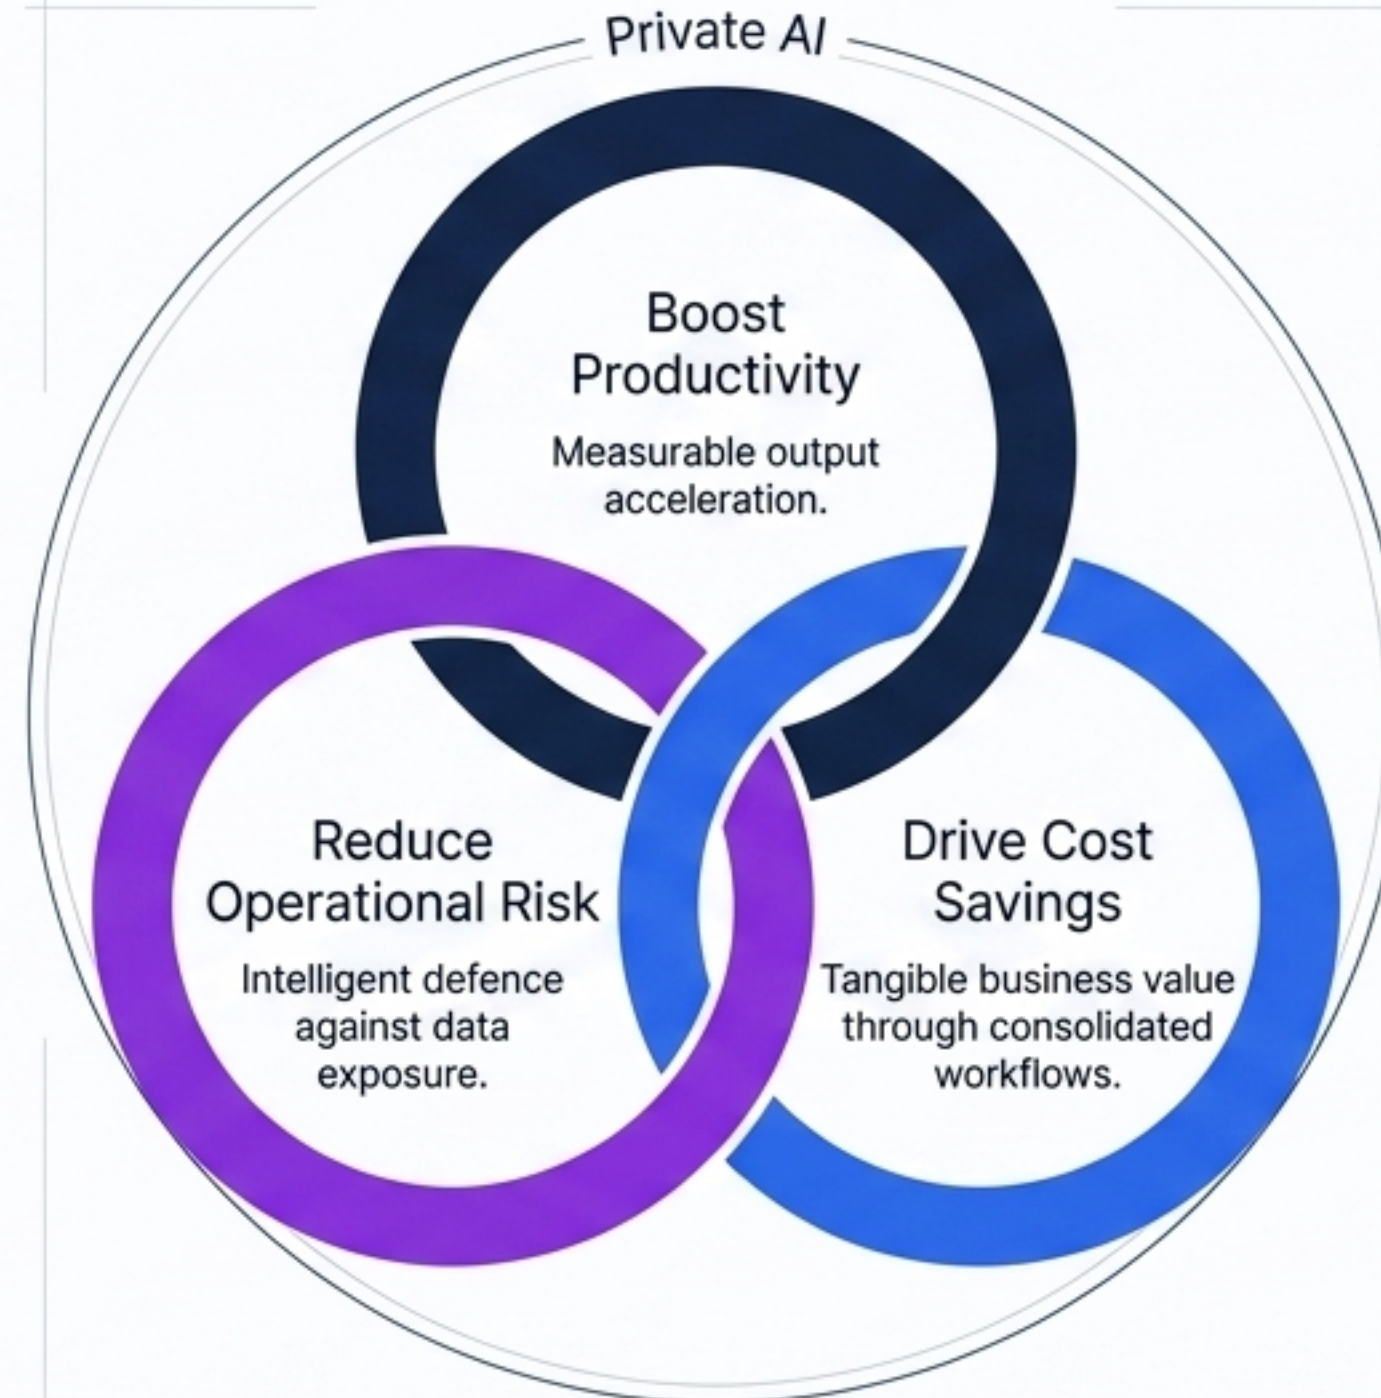 Private AI
Boost
Productivity
Measurable output
acceleration.
Reduce
Operational Risk
Intelligent defence
against data
exposure.
Drive Cost
Savings
Tangible business value
through consolidated
workflows.